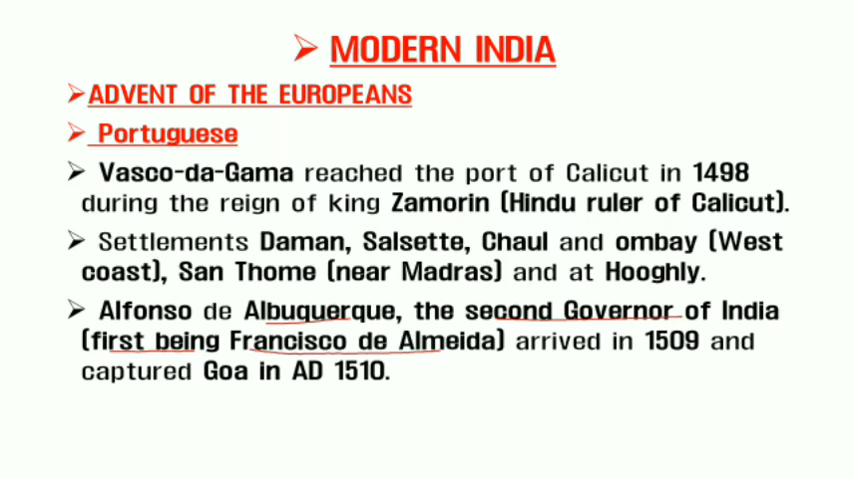 ➢ MODERN INDIA
➢ADVENT OF THE EUROPEANS
➢ Portuguese
➢ Vasco-da-Gama reached the port of Calicut in 1498
during the reign of king Zamorin (Hindu ruler of Calicut).
➢ Settlements Daman, Salsette, Chaul and ombay (West
coast), San Thome (near Madras) and at Hooghly.
➢ Alfonso de Albuquerque, the second Governor of India
(first being Francisco de Almeida) arrived in 1509 and
captured Goa in AD 1510.